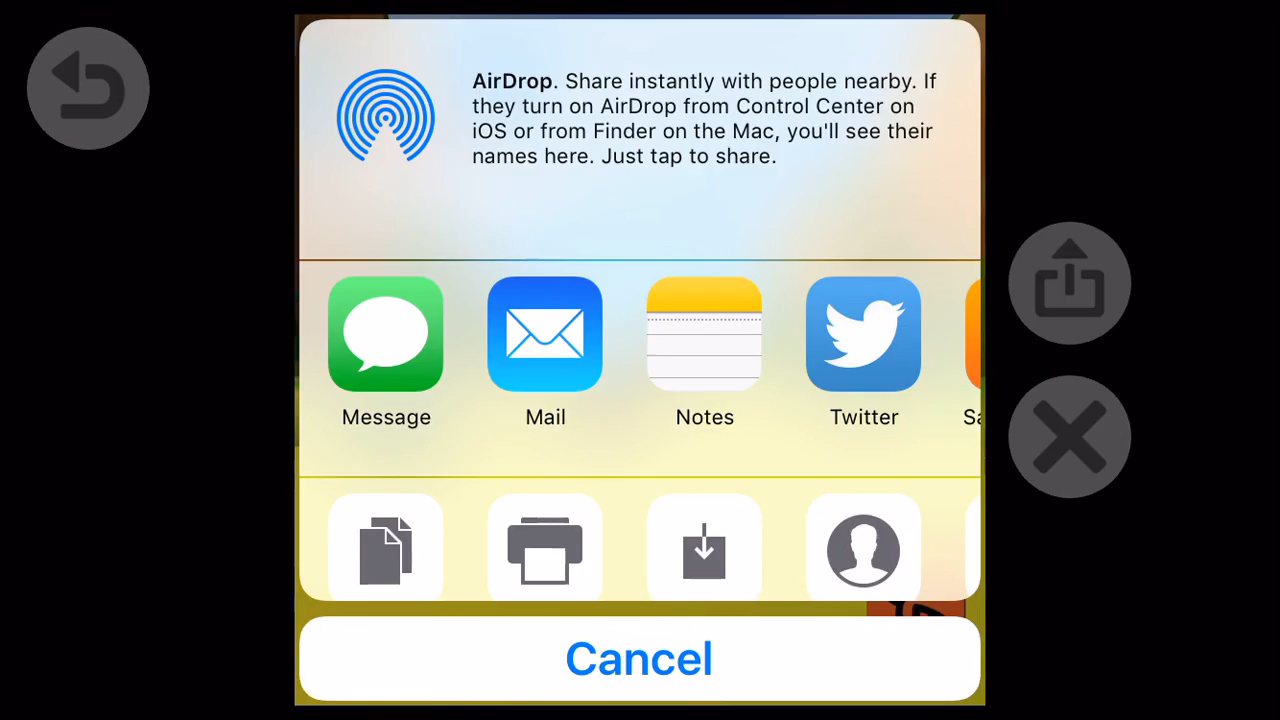 AirDrop. Share instantly with people nearby. If
they turn on AirDrop from Control Center on
iOS or from Finder on the Mac, you'll see their
names here. Just tap to share.
Message Mail Notes Twitter
Cancel